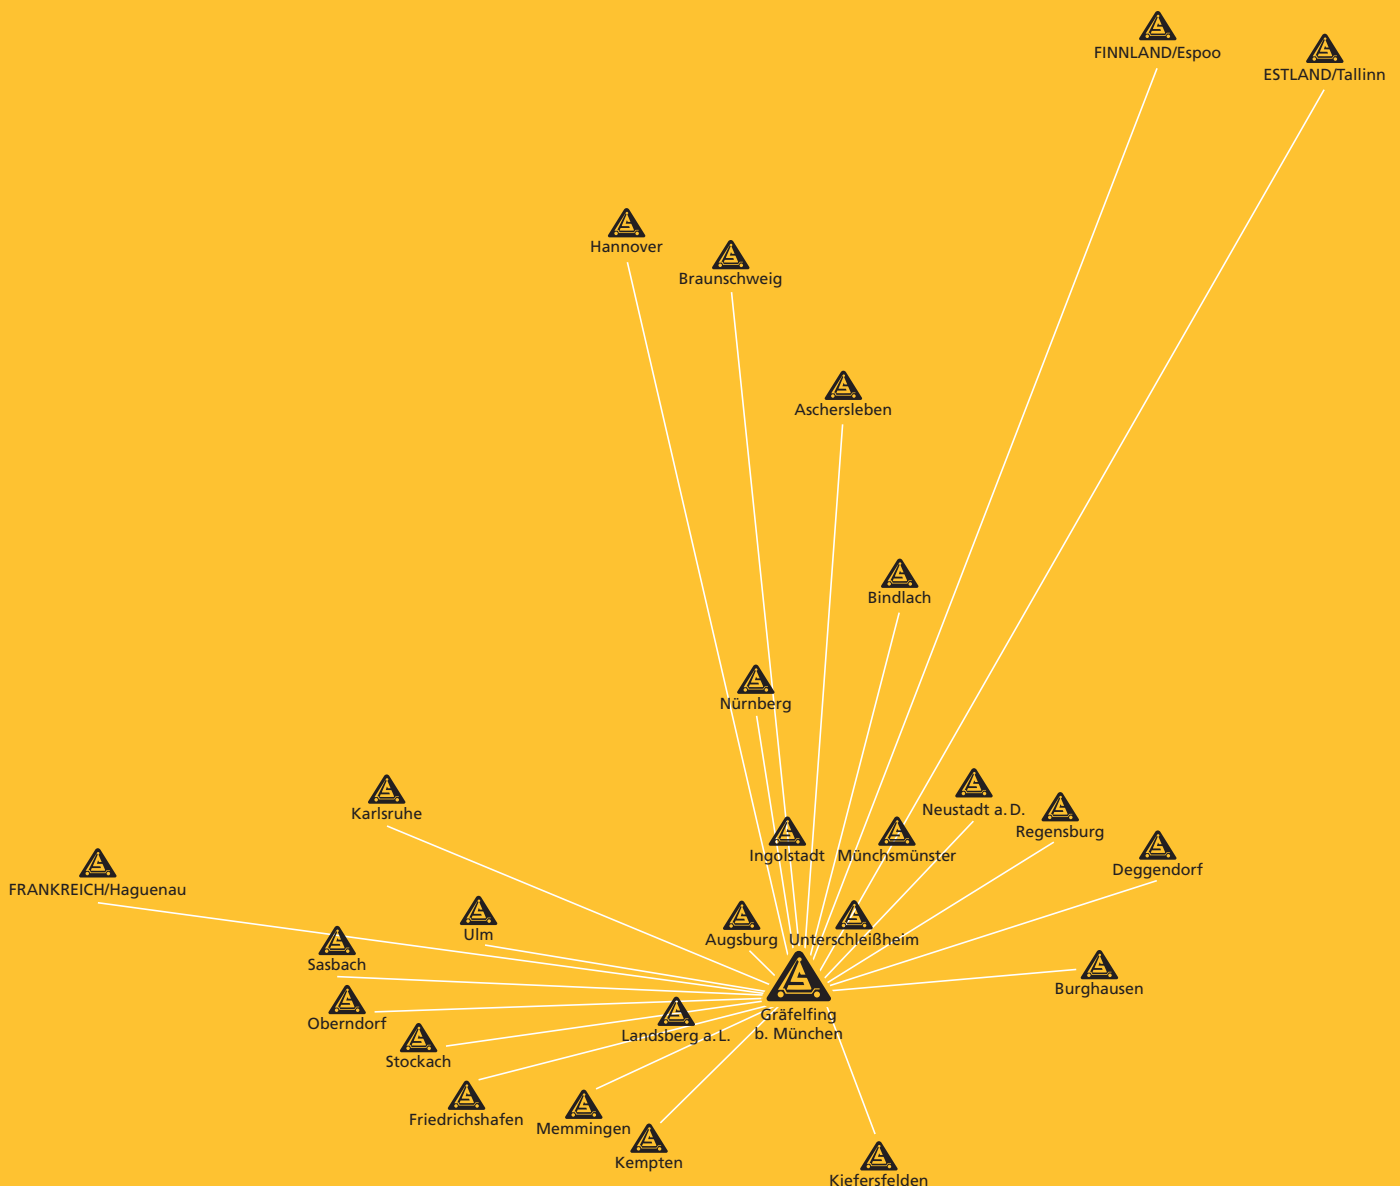 FINNLAND/Espoo
ESTLAND/Tallinn
Hannover
Braunschweig
Aschersleben
Bindlach
Nürnberg
Karlsruhe
Neustadt a. D.
Regensburg
Ingolstadt
Münchsmünster
Deggendorf
FRANKREICH/Haguenau
Ulm
Augsburg
Unterschleißheim
Sasbach
Burghausen
Oberndorf
Gräfelfing
b. München
Landsberg a. L.
Stockach
Friedrichshafen
Memmingen
Kempten
Kiefersfelden